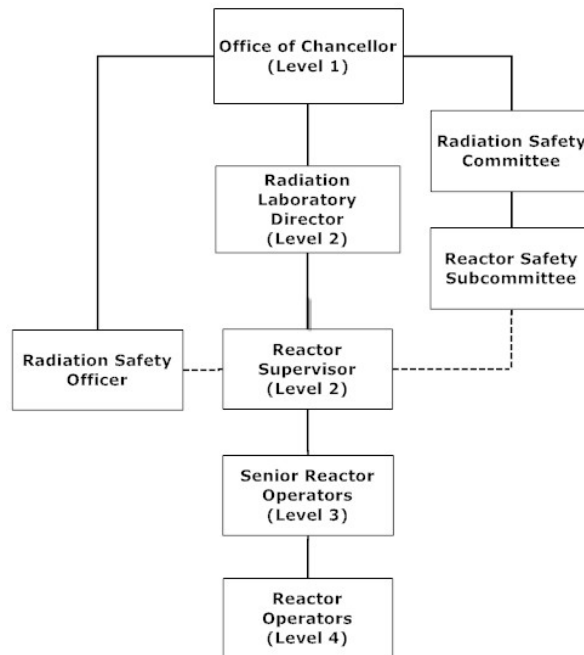 Office of Chancellor
(Level 1)
Radiation Safety
Committee
Radiation
Laboratory
Director
(Level 2)
Reactor Safety
Subcommittee
Radiation Safety
Officer
Reactor
Supervisor
(Level 2)
Senior Reactor
Operators
(Level 3)
Reactor
Operators
(Level 4)